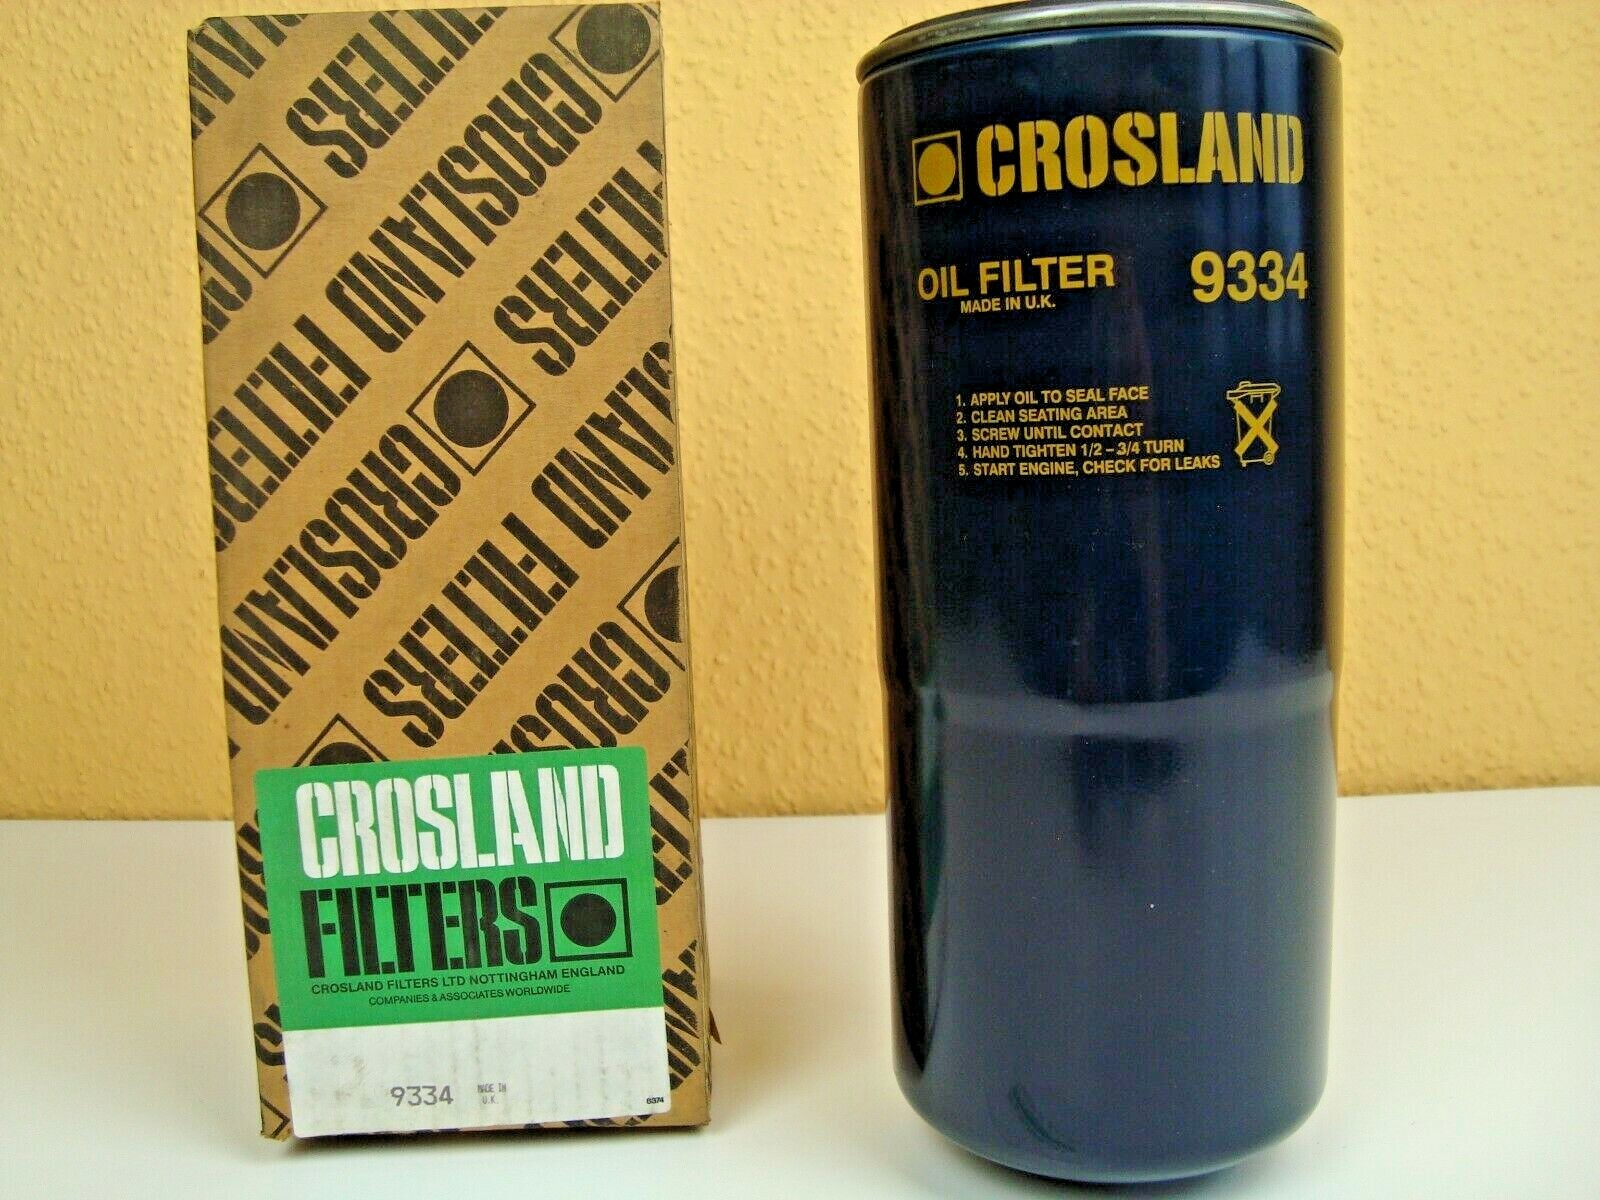 CROSLAND FILTERS
CROSLAND FILTERS
CROSLAND FILTERS
CROSLAND
FILTERS
CROSLAND FILTERS LTD NOTTINGHAM ENGLAND
COMPANIES & ASSOCIATES WORLDWIDE
9334
MADE IN
U.K.
6374
CROSLAND
OIL FILTER 9334
MADE IN U.K.
1. APPLY OIL TO SEAL FACE
2. CLEAN SEATING AREA
3. SCREW UNTIL CONTACT
4. HAND TIGHTEN 1/2 – 3/4 TURN
5. START ENGINE, CHECK FOR LEAKS